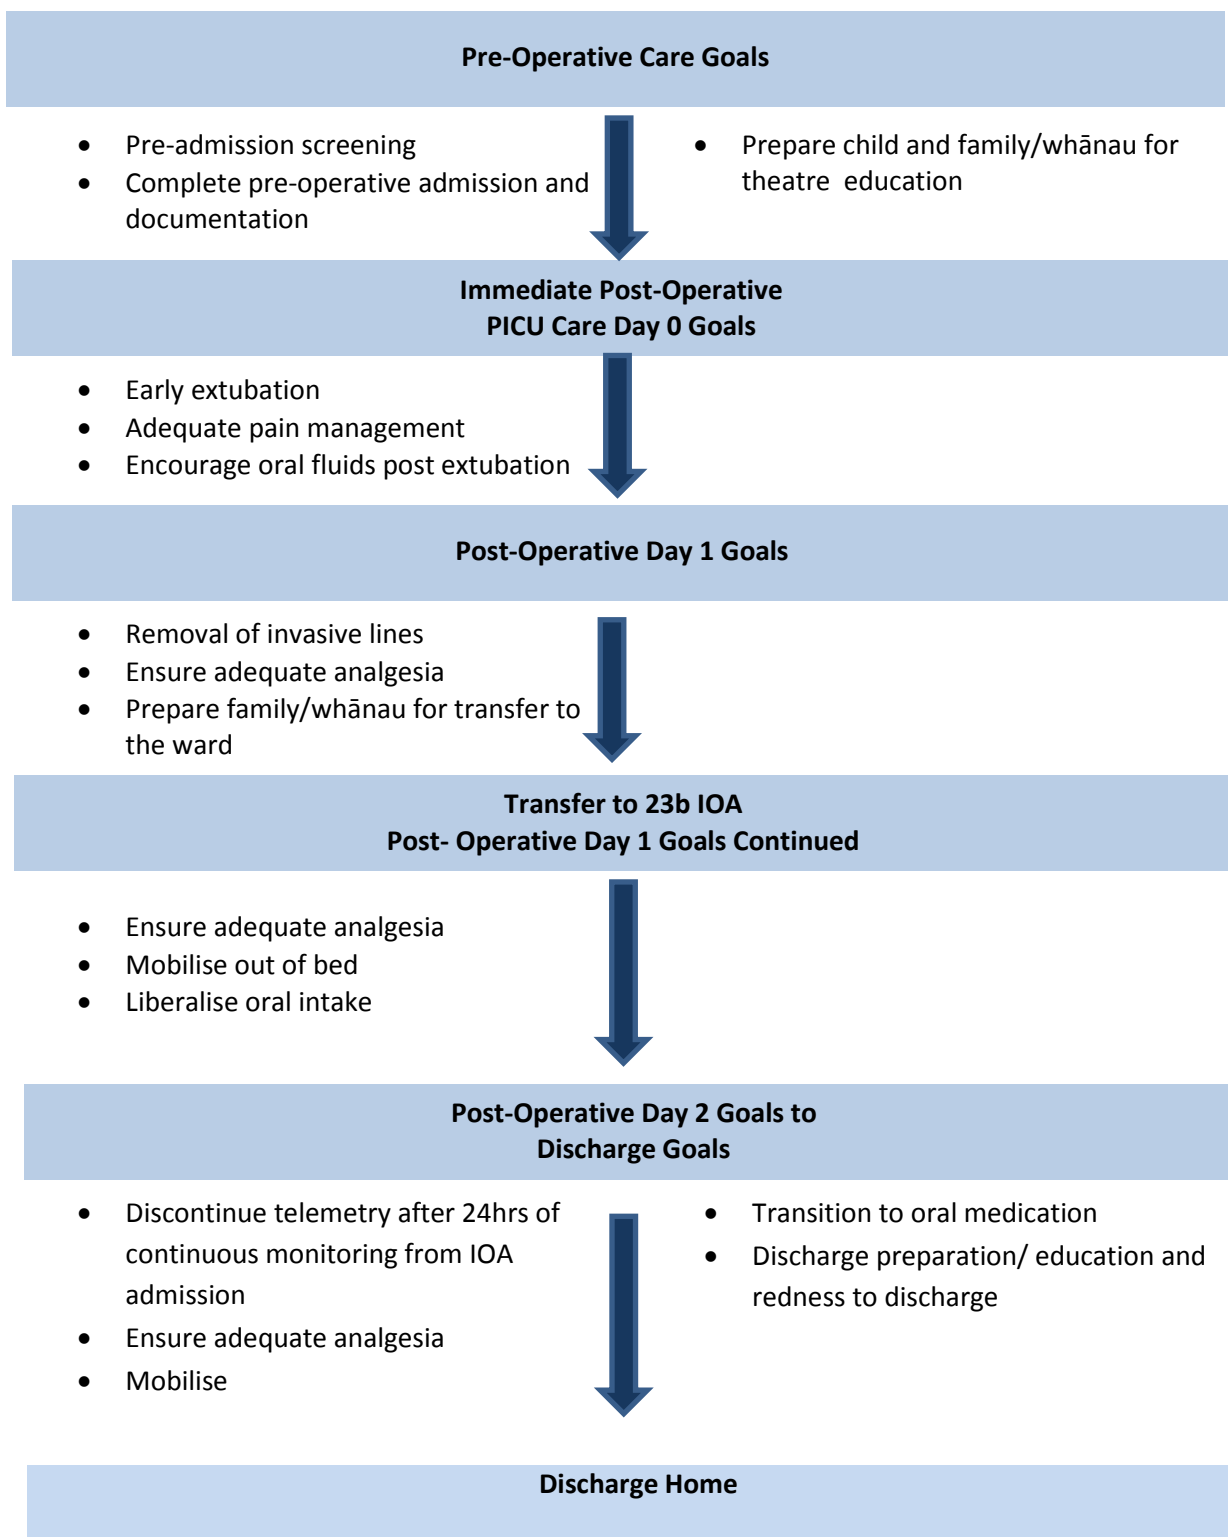 Pre-Operative Care Goals
• Pre-admission screening
• Complete pre-operative admission and
documentation
• Prepare child and family/whānau for
theatre education
Immediate Post-Operative
PICU Care Day 0 Goals
• Early extubation
• Adequate pain management
• Encourage oral fluids post extubation
Post-Operative Day 1 Goals
• Removal of invasive lines
• Ensure adequate analgesia
• Prepare family/whānau for transfer to
the ward
Transfer to 23b IOA
Post- Operative Day 1 Goals Continued
• Ensure adequate analgesia
• Mobilise out of bed
• Liberalise oral intake
Post-Operative Day 2 Goals to
Discharge Goals
• Discontinue telemetry after 24hrs of
continuous monitoring from IOA
admission
• Ensure adequate analgesia
• Mobilise
• Transition to oral medication
• Discharge preparation/ education and
redness to discharge
Discharge Home